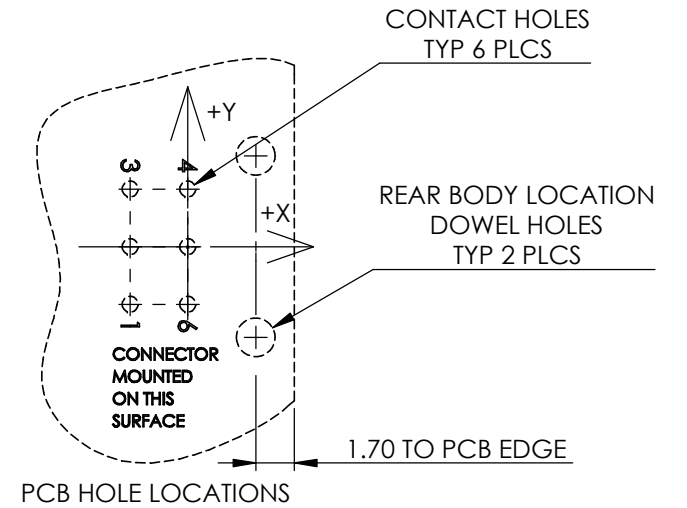 CONTACT HOLES
TYP 6 PLCS
+Y
3
4
REAR BODY LOCATION
DOWEL HOLES
TYP 2 PLCS
+X
1
6
CONNECTOR
MOUNTED
ON THIS
SURFACE
1.70 TO PCB EDGE
PCB HOLE LOCATIONS